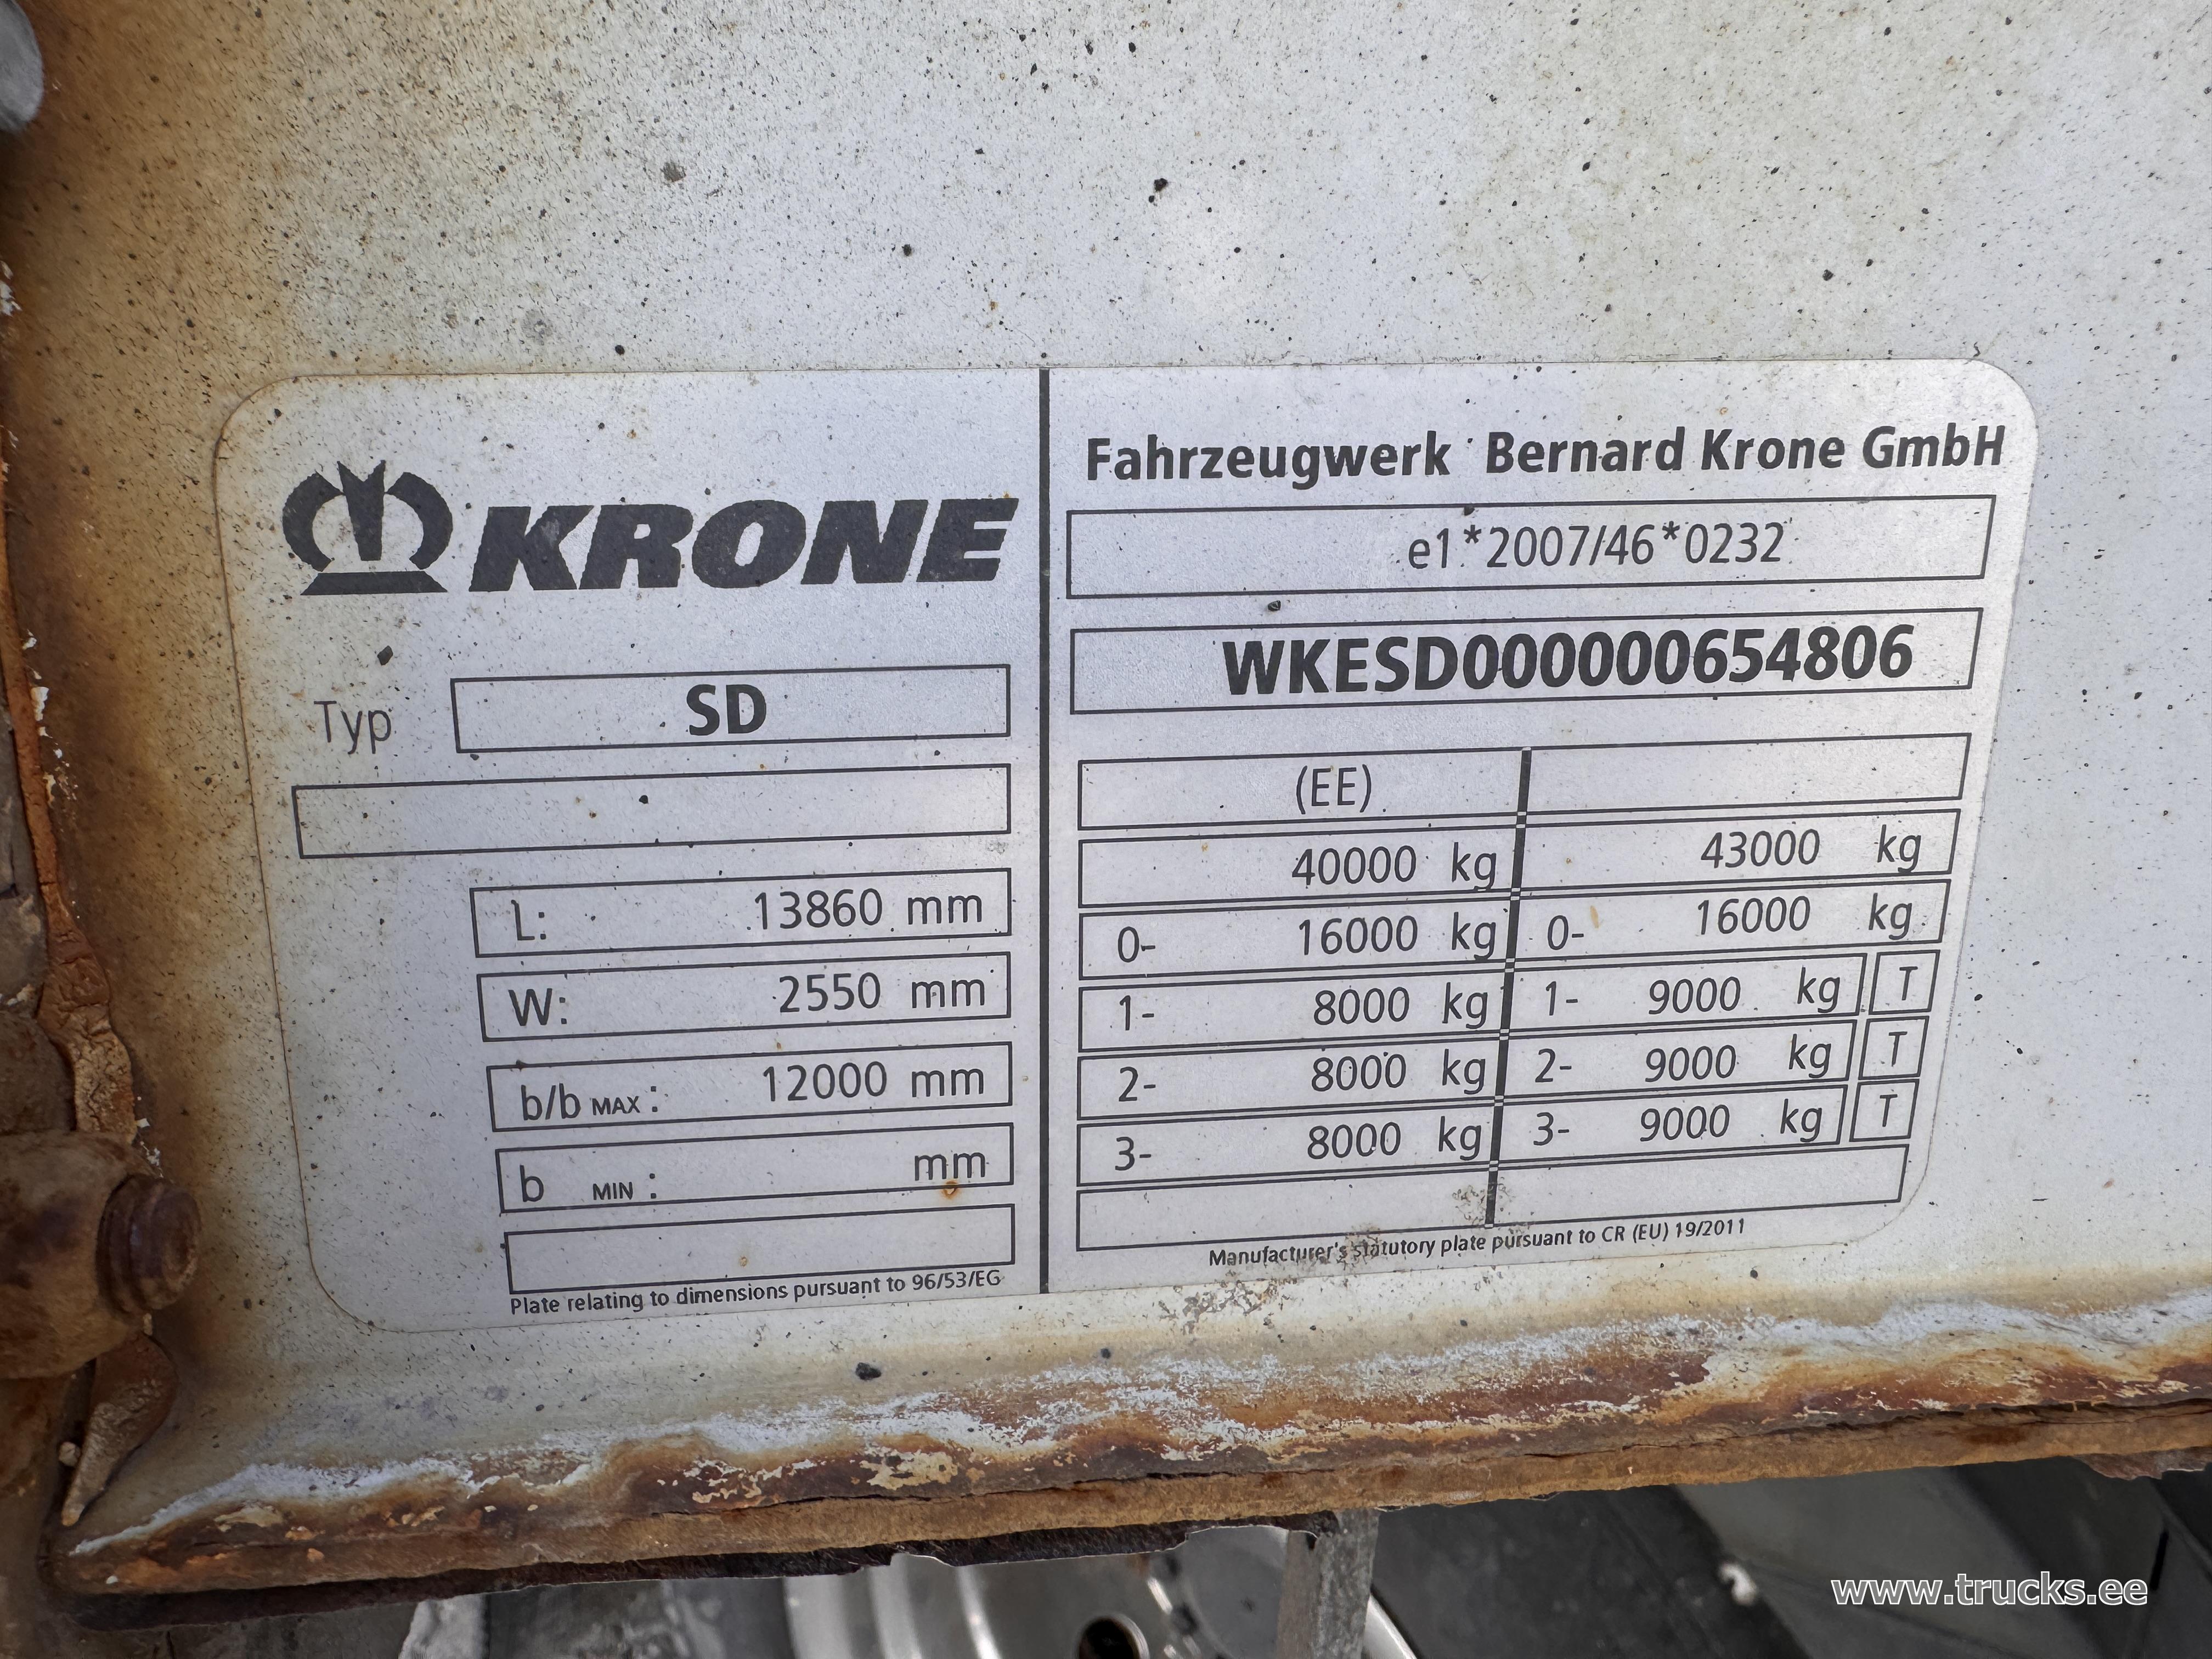 KRONE
Typ SD
L: 13860 mm
W: 2550 mm
b/b MAX : 12000 mm
b MIN : mm
Plate relating to dimensions pursuant to 96/53/EG
Fahrzeugwerk Bernard Krone GmbH
e1*2007/46*0232
WKESD000000654806
(EE)
40000 kg 43000 kg
0- 16000 kg 0- 16000 kg
1- 8000 kg 1- 9000 kg T
2- 8000 kg 2- 9000 kg T
3- 8000 kg 3- 9000 kg T
Manufacturer's statutory plate pursuant to CR (EU) 19/2011
www.trucks.ee